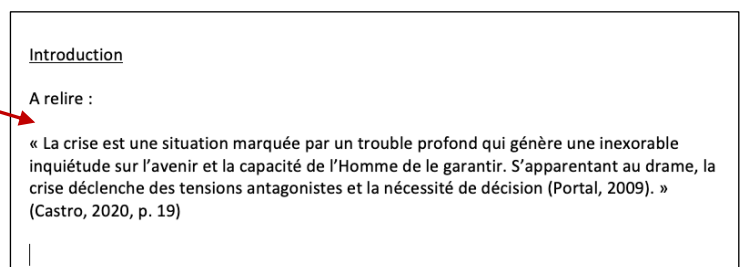 Introduction
A relire :
« La crise est une situation marquée par un trouble profond qui génère une inexorable
inquiétude sur l’avenir et la capacité de l’Homme de le garantir. S’apparentant au drame, la
crise déclenche des tensions antagonistes et la nécessité de décision (Portal, 2009). »
(Castro, 2020, p. 19)